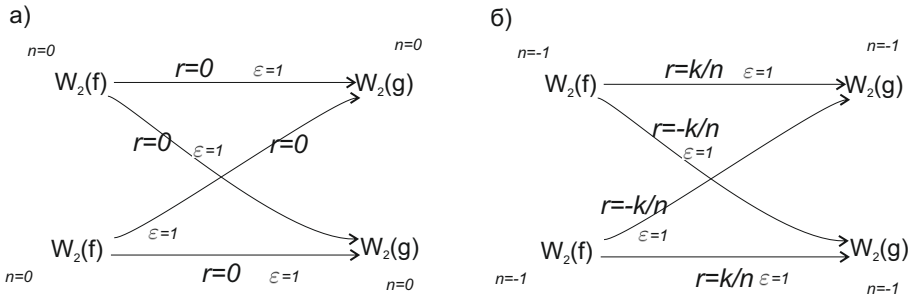 а)
n=0 n=0
W₂(f) r=0 ε=1 W₂(g)
r=0 ε=1 r=0
ε=1
W₂(f) r=0 ε=1 W₂(g)
n=0 n=0
б)
n=-1 n=-1
W₂(f) r=k/n ε=1 W₂(g)
r=-k/n
ε=1
r=-k/n
ε=1
W₂(f) r=k/n ε=1 W₂(g)
n=-1 n=-1